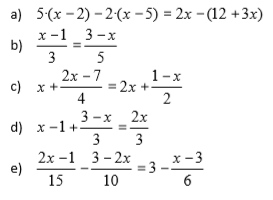 a) 5·(x – 2) – 2·(x – 5) = 2x – (12 + 3x)
b) (x – 1)/3 = (3 – x)/5
c) x + (2x – 7)/4 = 2x + (1 – x)/2
d) x – 1 + (3 – x)/3 = 2x/3
e) (2x – 1)/15 – (3 – 2x)/10 = 3 – (x – 3)/6